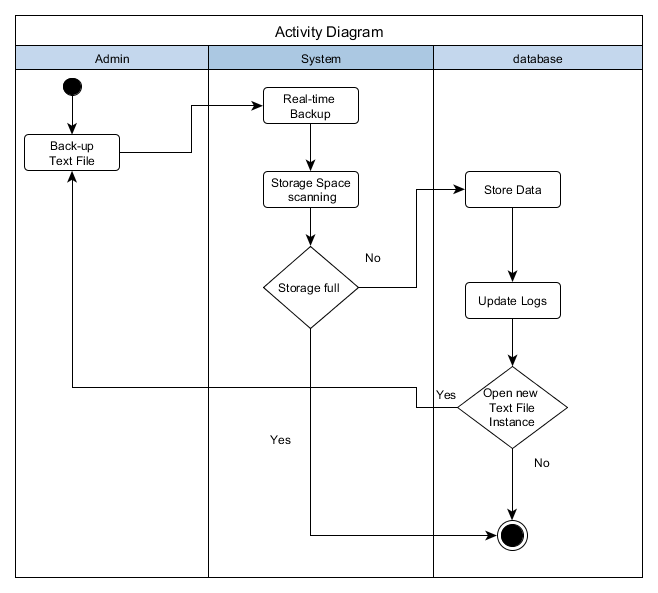 Activity Diagram
Admin
System
database
Real-time
Backup
Back-up
Text File
Storage Space
scanning
Store Data
No
Storage full
Update Logs
Yes
Open new
Text File
Instance
Yes
No